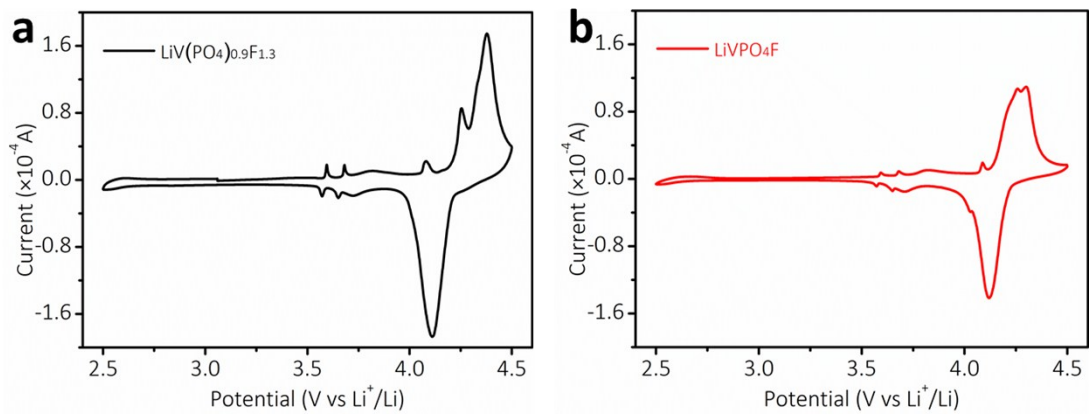 a
LiV(PO4)0.9F1.3
1.6
0.8
0.0
-0.8
-1.6
Current (×10-4A)
2.5 3.0 3.5 4.0 4.5
Potential (V vs Li+/Li)
b
LiVPO4F
1.6
0.8
0.0
-0.8
-1.6
Current (×10-4A)
2.5 3.0 3.5 4.0 4.5
Potential (V vs Li+/Li)